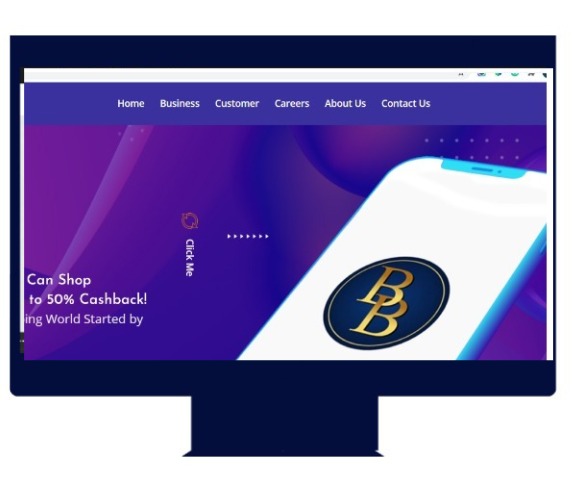 Home Business Customer Careers About Us Contact Us
Click Me
Can Shop
to 50% Cashback!
ing World Started by
BB